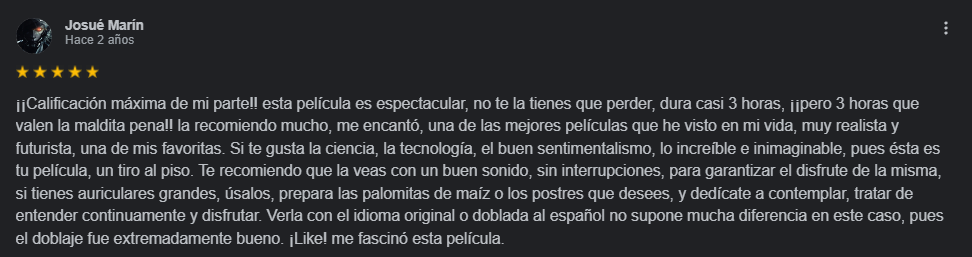 Josué Marín
Hace 2 años
¡¡Calificación máxima de mi parte!! esta película es espectacular, no te la tienes que perder, dura casi 3 horas, ¡¡pero 3 horas que
valen la maldita pena!! la recomiendo mucho, me encantó, una de las mejores películas que he visto en mi vida, muy realista y
futurista, una de mis favoritas. Si te gusta la ciencia, la tecnología, el buen sentimentalismo, lo increíble e inimaginable, pues ésta es
tu película, un tiro al piso. Te recomiendo que la veas con un buen sonido, sin interrupciones, para garantizar el disfrute de la misma,
si tienes auriculares grandes, úsalos, prepara las palomitas de maíz o los postres que desees, y dedícate a contemplar, tratar de
entender continuamente y disfrutar. Verla con el idioma original o doblada al español no supone mucha diferencia en este caso, pues
el doblaje fue extremadamente bueno. ¡Like! me fascinó esta película.